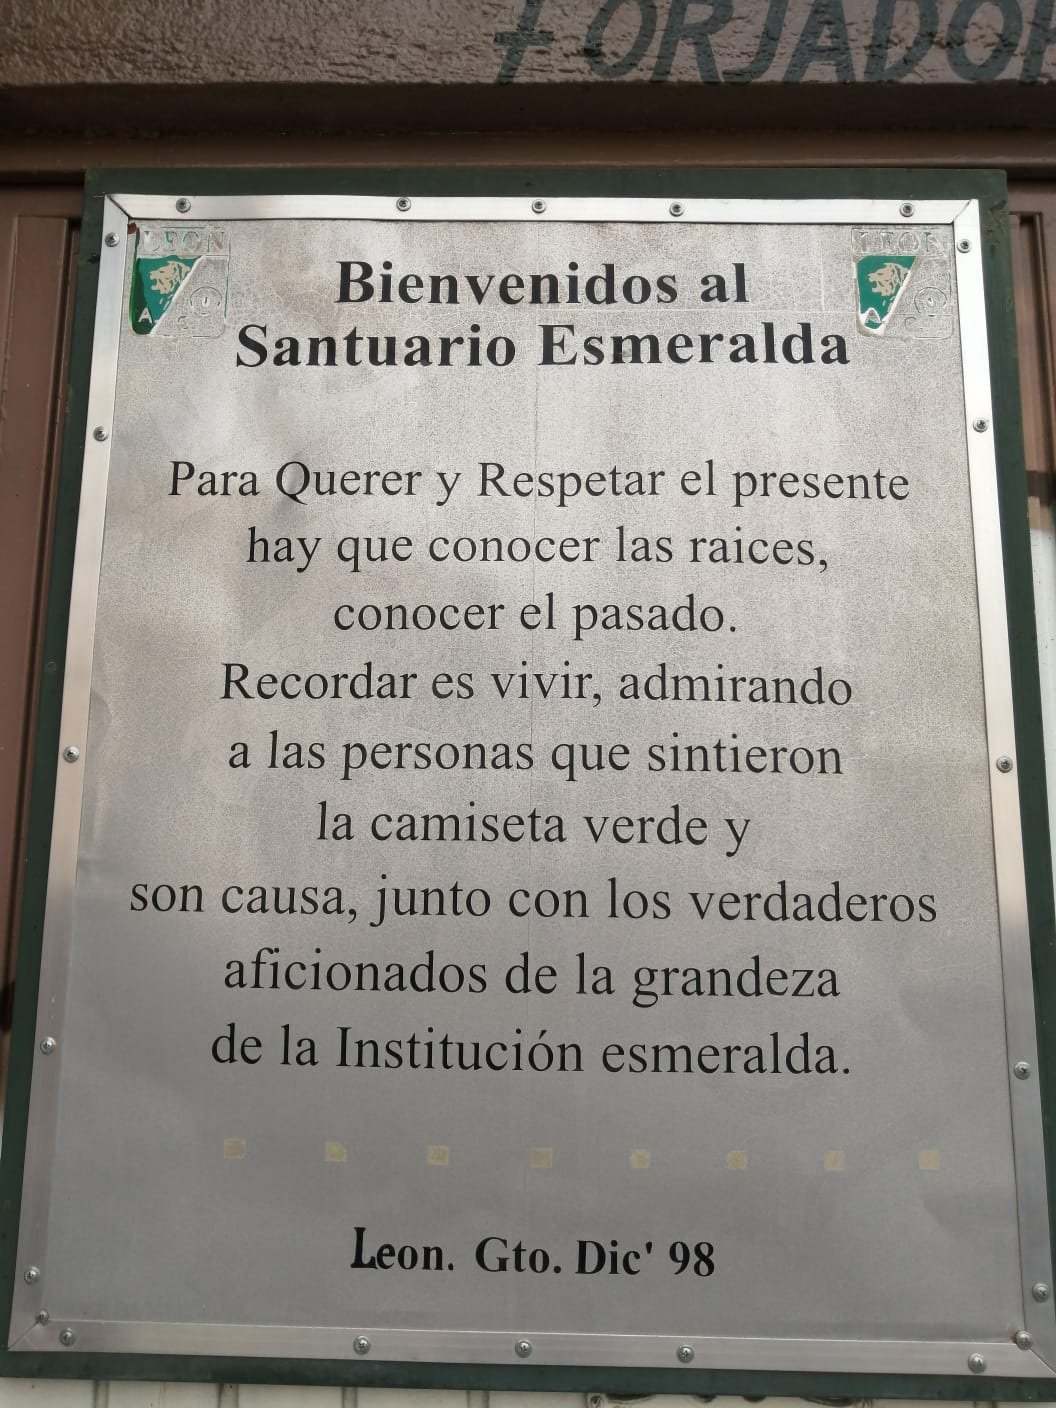 FORJADOR
LEON
LEON
A
A
Bienvenidos al
Santuario Esmeralda
Para Querer y Respetar el presente
hay que conocer las raices,
conocer el pasado.
Recordar es vivir, admirando
a las personas que sintieron
la camiseta verde y
son causa, junto con los verdaderos
aficionados de la grandeza
de la Institución esmeralda.
Leon. Gto. Dic' 98